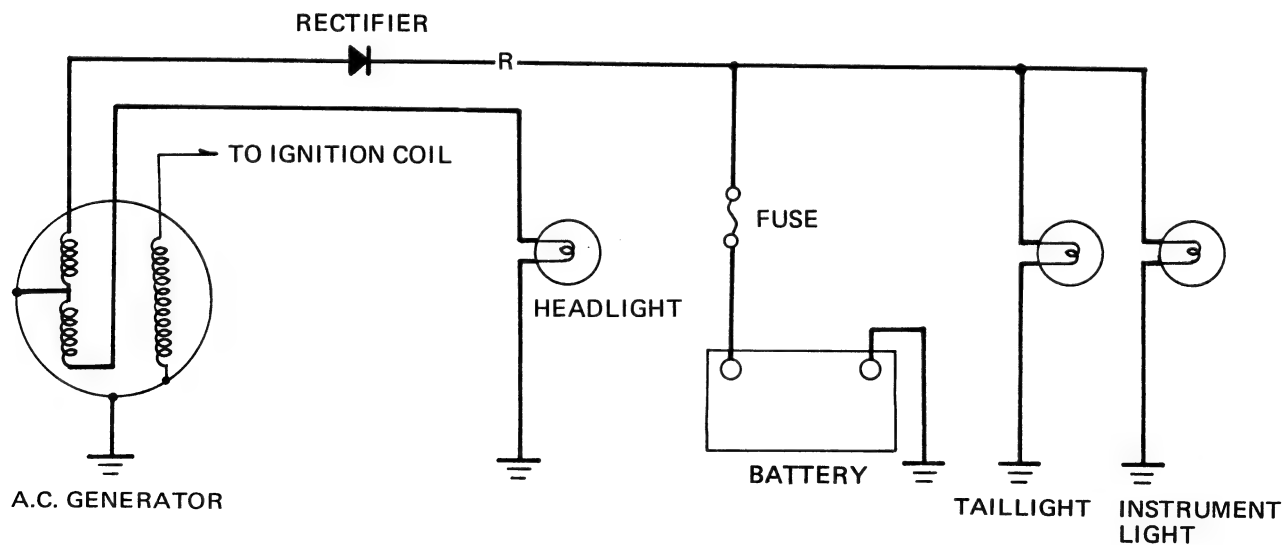 RECTIFIER
R
TO IGNITION COIL
FUSE
HEADLIGHT
BATTERY
A.C. GENERATOR
TAILLIGHT
INSTRUMENT
LIGHT